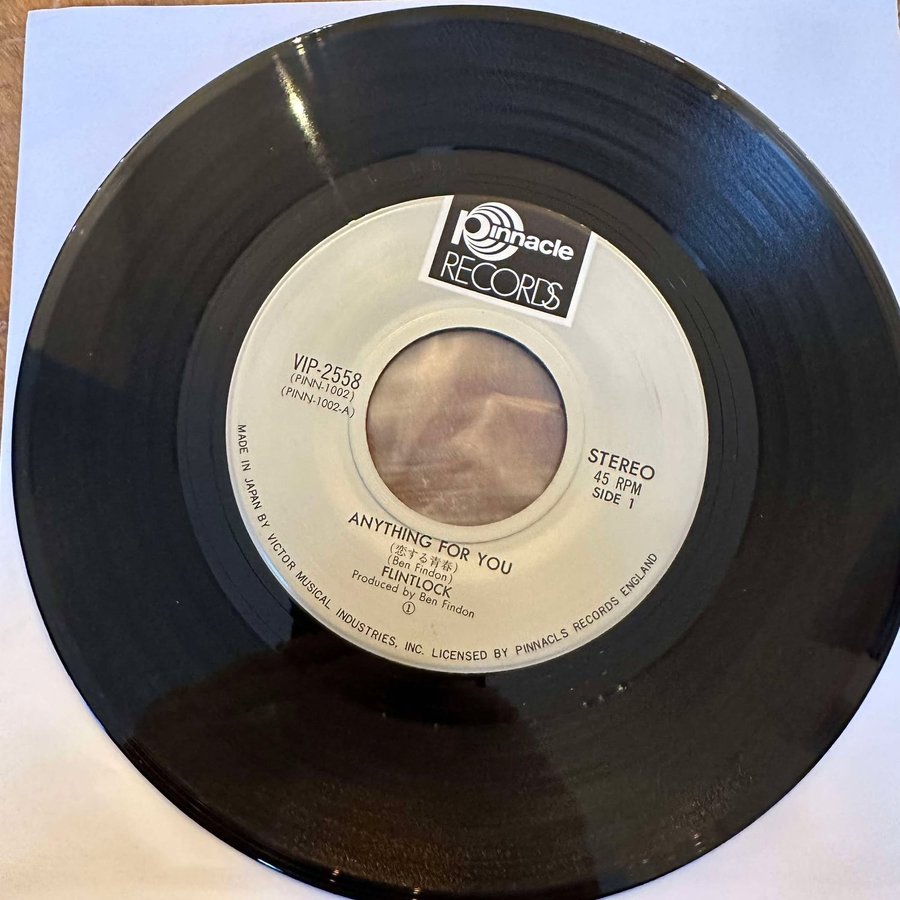 Pinnacle
RECORDS
VIP-2558
(PINN-1002)
(PINN-1002-A)
STEREO
45 RPM
SIDE 1
ANYTHING FOR YOU
(恋する青春)
(Ben Findon)
FLINTLOCK
Produced by Ben Findon
①
MADE IN JAPAN BY VICTOR MUSICAL INDUSTRIES, INC. LICENSED BY PINNACLS RECORDS ENGLAND